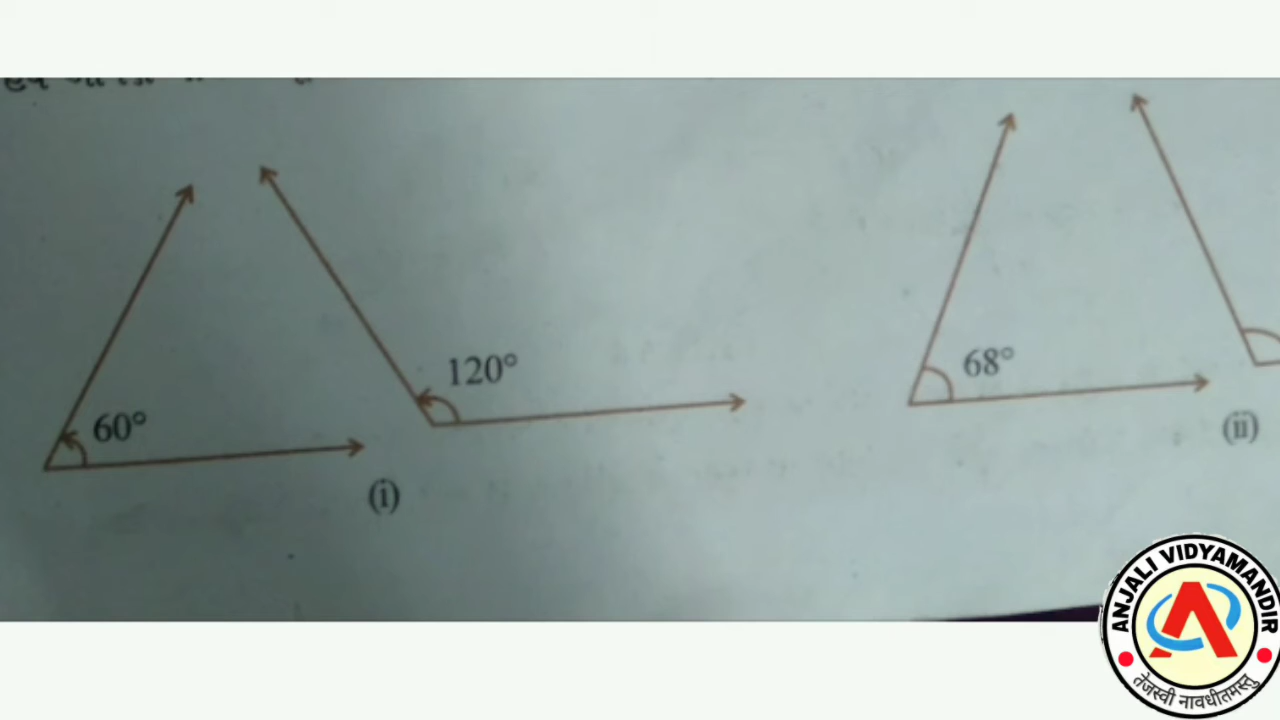 60°
120°
(i)
68°
(ii)
ANJALI VIDYAMANDIR
तेजस्वी नावधीतमस्तु